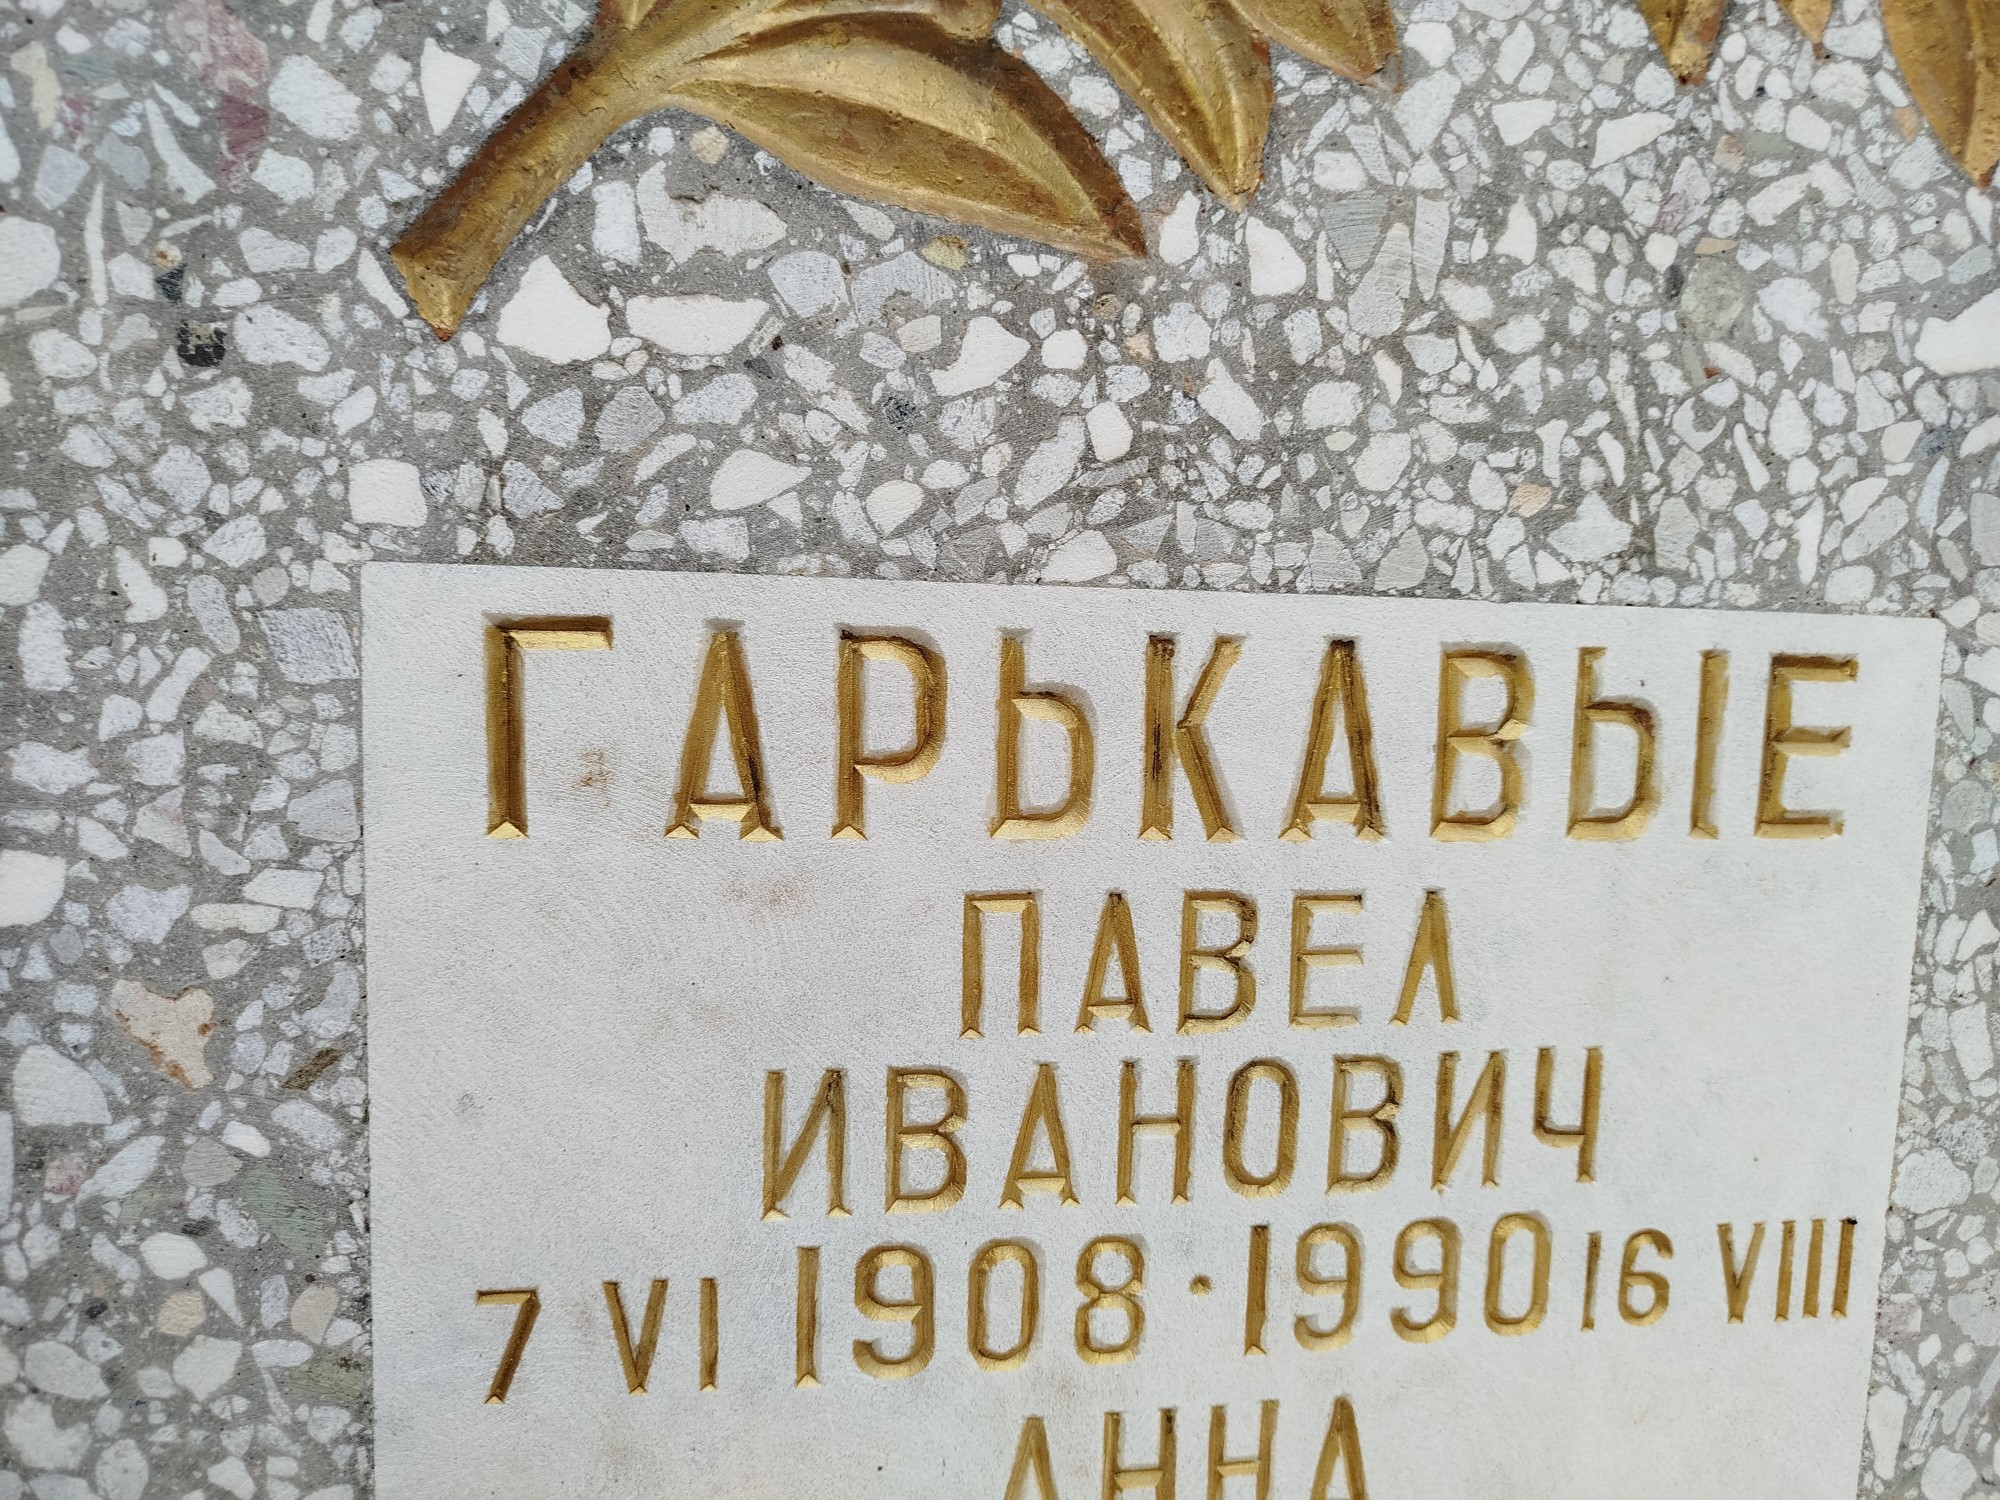 ГАРЬКАВЫЕ
ПАВЕЛ
ИВАНОВИЧ
7 VI 1908 · 1990 16 VIII
АННА